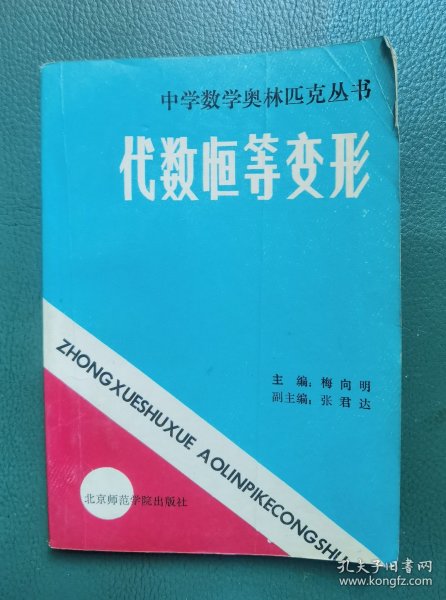 中学数学奥林匹克丛书
代数恒等变形
主编：梅向明
副主编：张君达
ZHONGXUESHUXUE AOLINPIKECONGSHU
北京师范学院出版社
孔夫子旧书网
www.kongfz.com